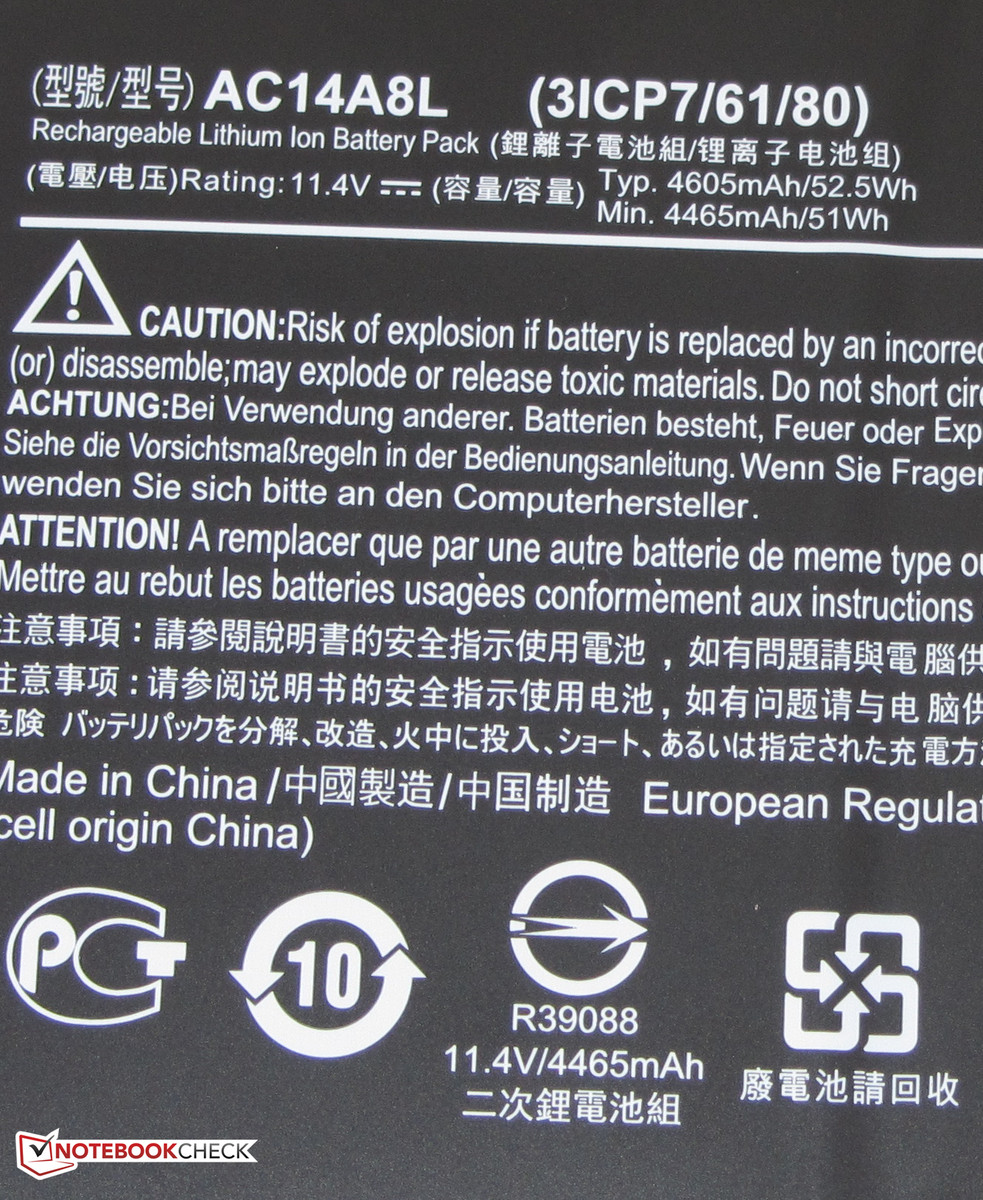 (型號/型号) AC14A8L (3ICP7/61/80)
Rechargeable Lithium Ion Battery Pack (鋰離子電池組/锂离子电池组)
(電壓/电压)Rating: 11.4V ⎓ (容量/容量) Typ. 4605mAh/52.5Wh
Min. 4465mAh/51Wh
CAUTION:Risk of explosion if battery is replaced by an incorrec
(or) disassemble;may explode or release toxic materials. Do not short circ
ACHTUNG:Bei Verwendung anderer. Batterien besteht, Feuer oder Exp
Siehe die Vorsichtsmaßregeln in der Bedienungsanleitung. Wenn Sie Fragen
wenden Sie sich bitte an den Computerhersteller.
ATTENTION! A remplacer que par une autre batterie de meme type ou
Mettre au rebut les batteries usagèes conformèment aux instructions
注意事項：請參閱說明書的安全指示使用電池，如有問題請與電腦供
注意事项：请参阅说明书的安全指示使用电池，如有问题请与电脑供
危険 バッテリパックを分解、改造、火中に投入、ショート、あるいは指定された充電方法
Made in China /中國製造/中国制造 European Regulat
cell origin China)
PCT
10
R39088
11.4V/4465mAh
二次鋰電池組
廢電池請回收
NOTEBOOKCHECK